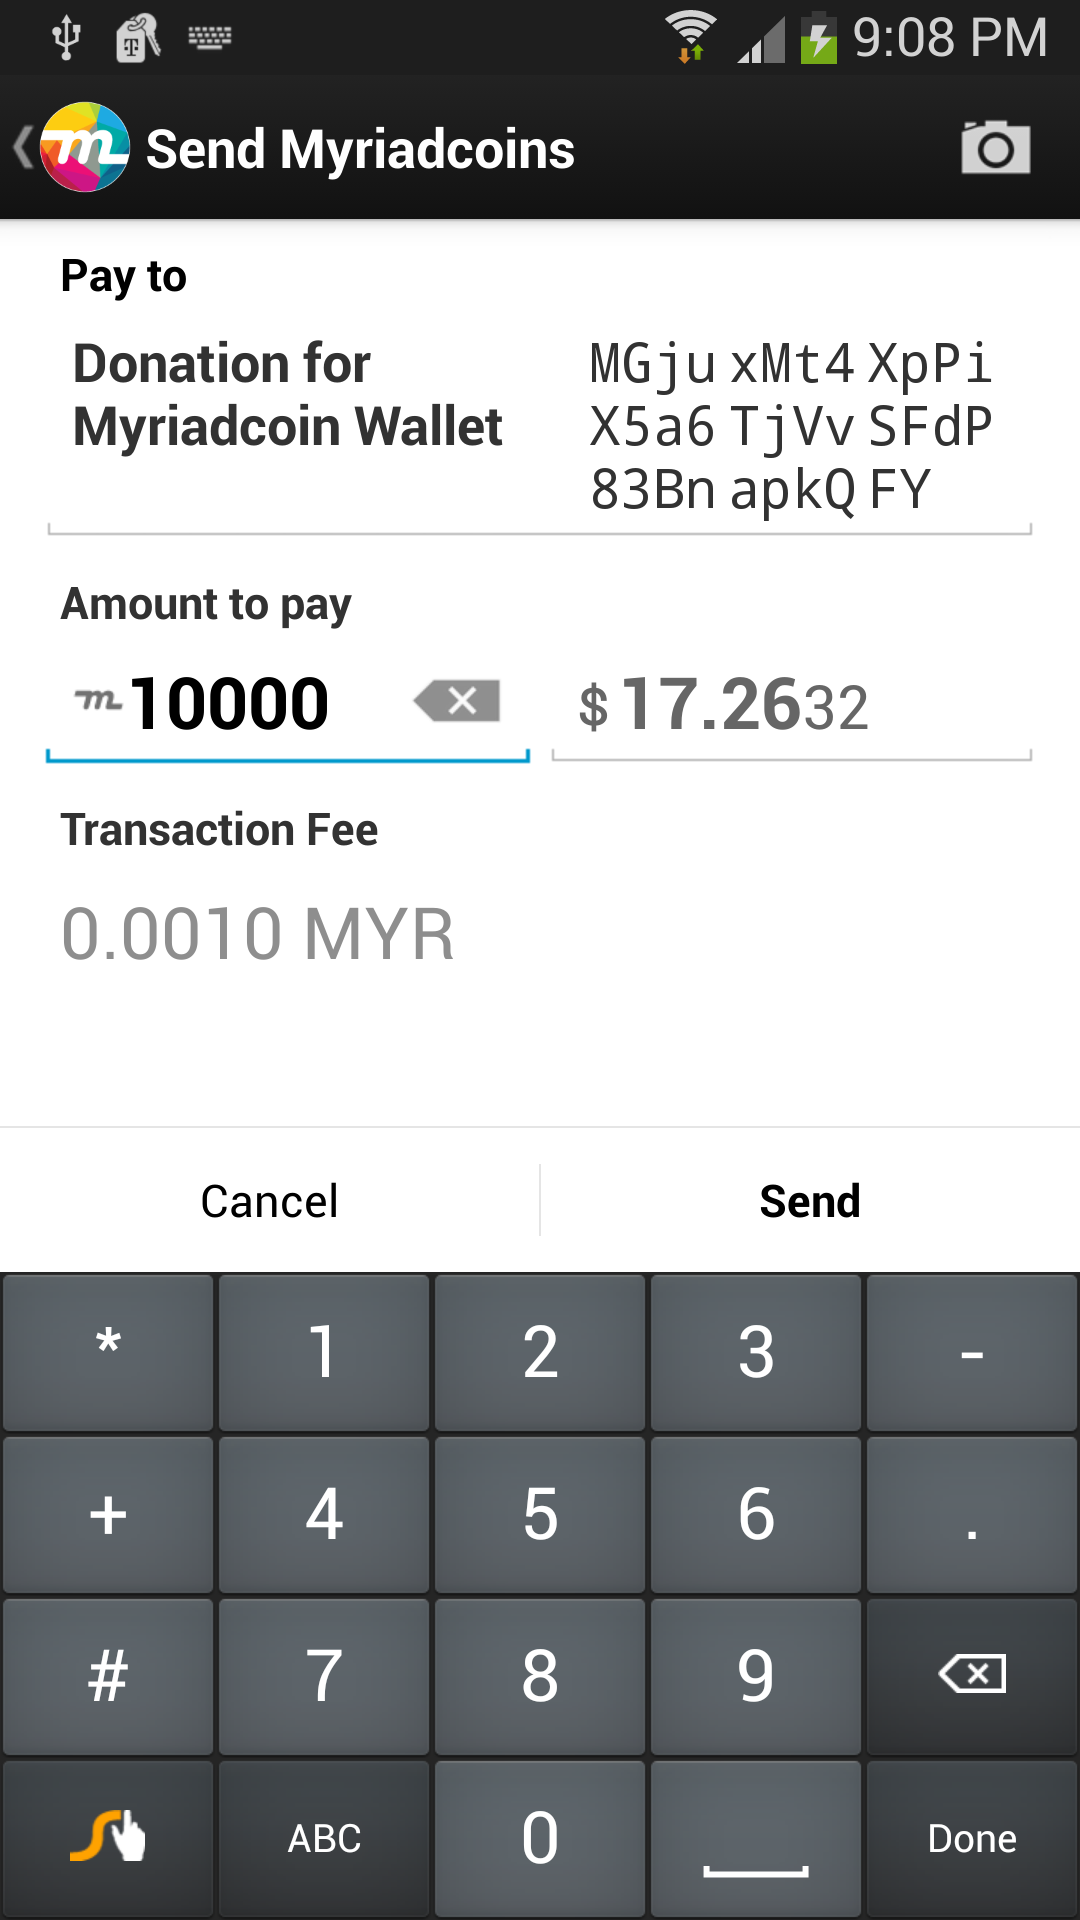 9:08 PM
Send Myriadcoins
Pay to
Donation for MGju xMt4 XpPi
Myriadcoin Wallet X5a6 TjVv SFdP
83Bn apkQ FY
Amount to pay
m 10000 $ 17.2632
Transaction Fee
0.0010 MYR
Cancel Send
* 1 2 3 -
+ 4 5 6 .
# 7 8 9
ABC 0 Done